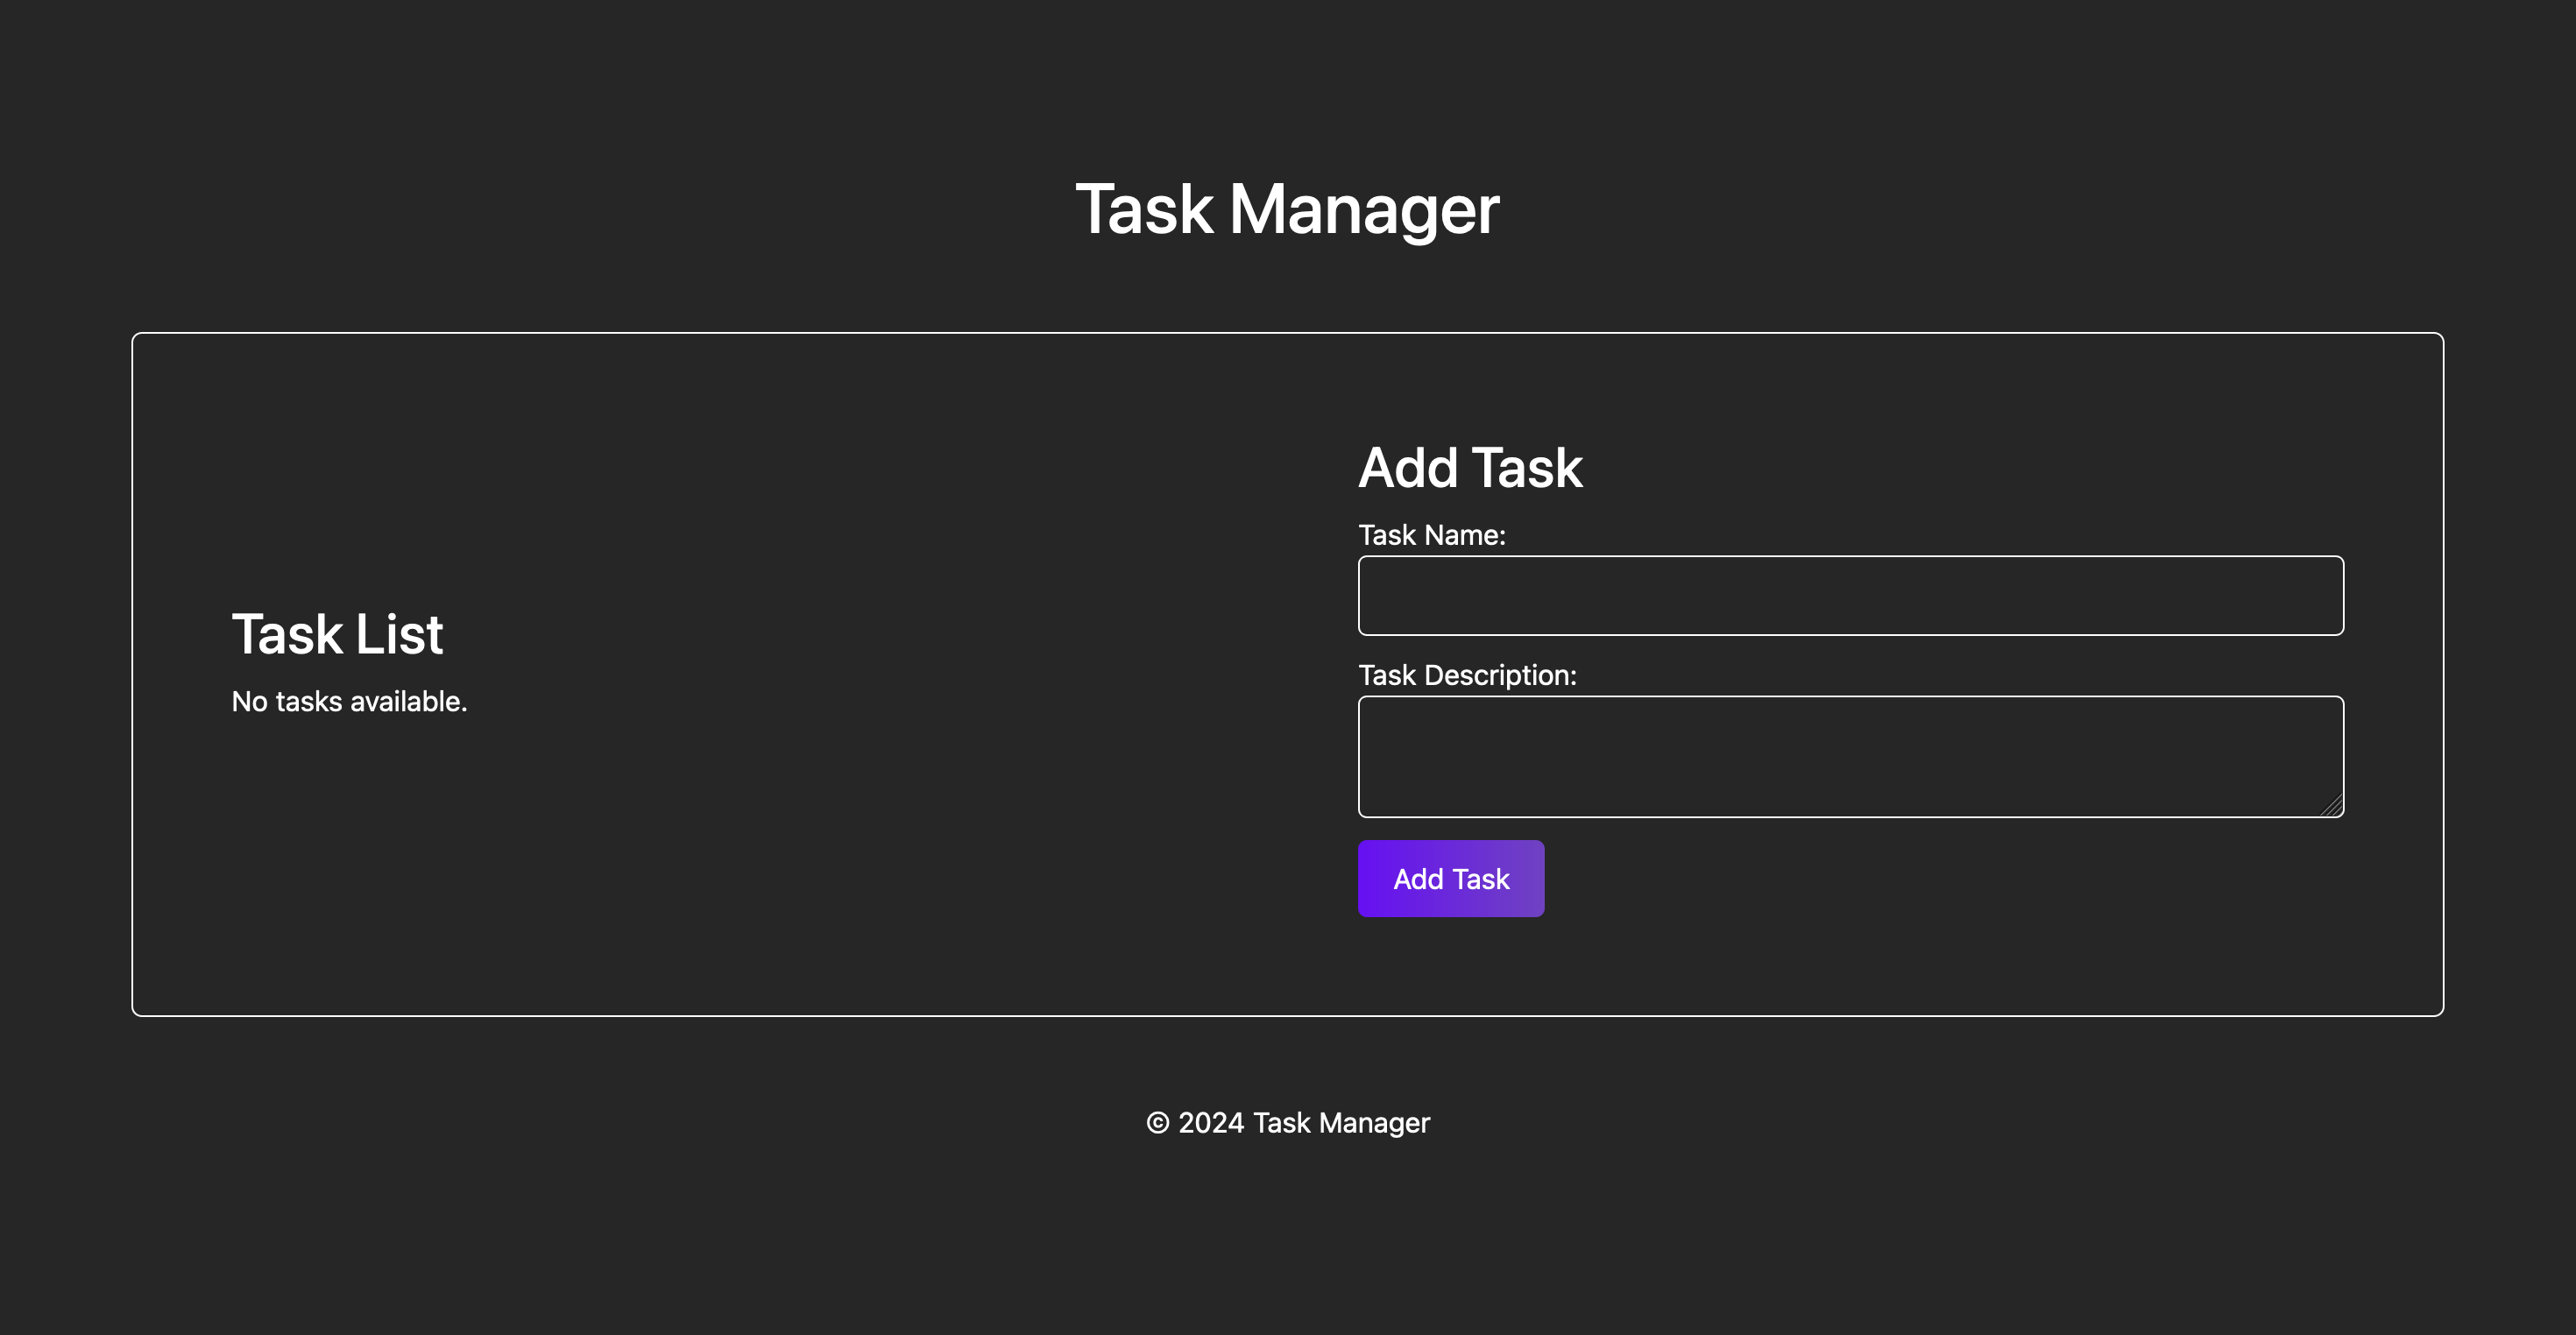 Task Manager
Task List
No tasks available.
Add Task
Task Name:
Task Description:
Add Task
© 2024 Task Manager